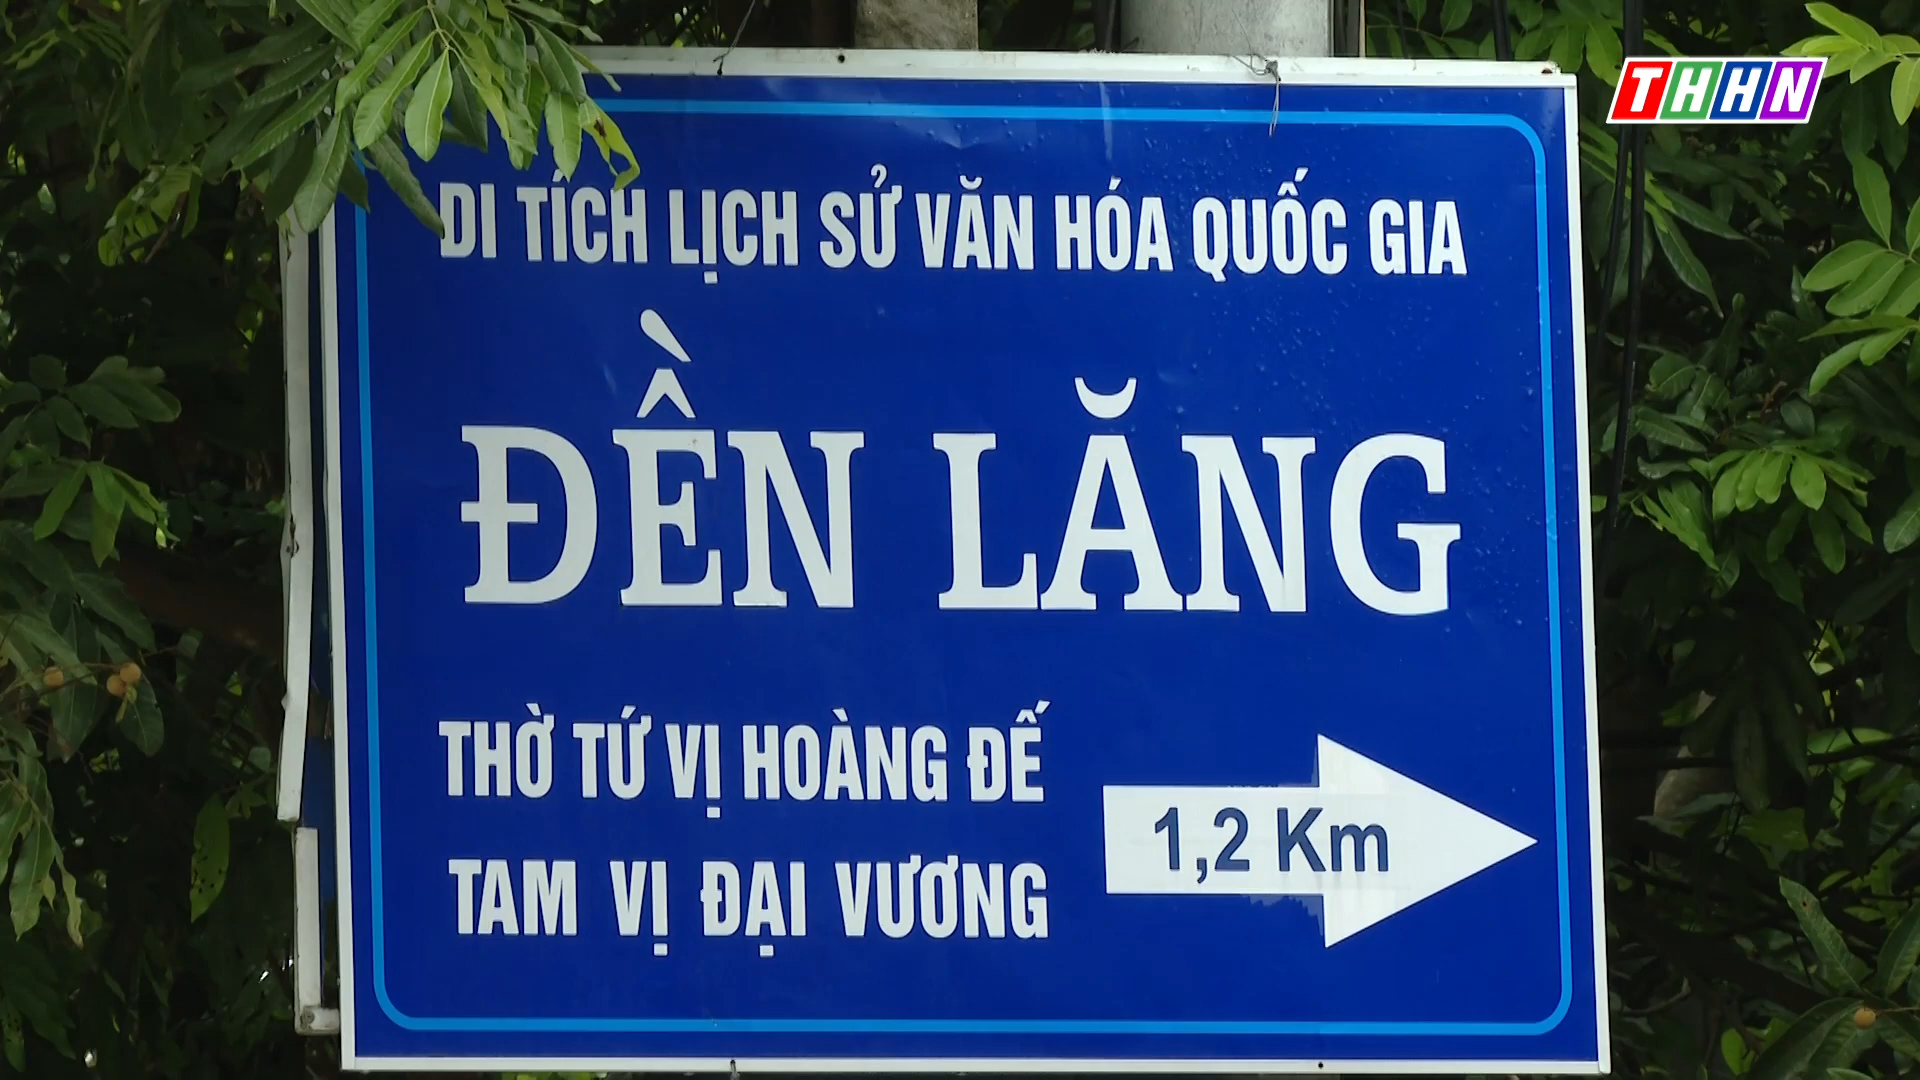 THHN
DI TÍCH LỊCH SỬ VĂN HÓA QUỐC GIA
ĐỀN LĂNG
THỜ TỨ VỊ HOÀNG ĐẾ
TAM VỊ ĐẠI VƯƠNG
1,2 Km